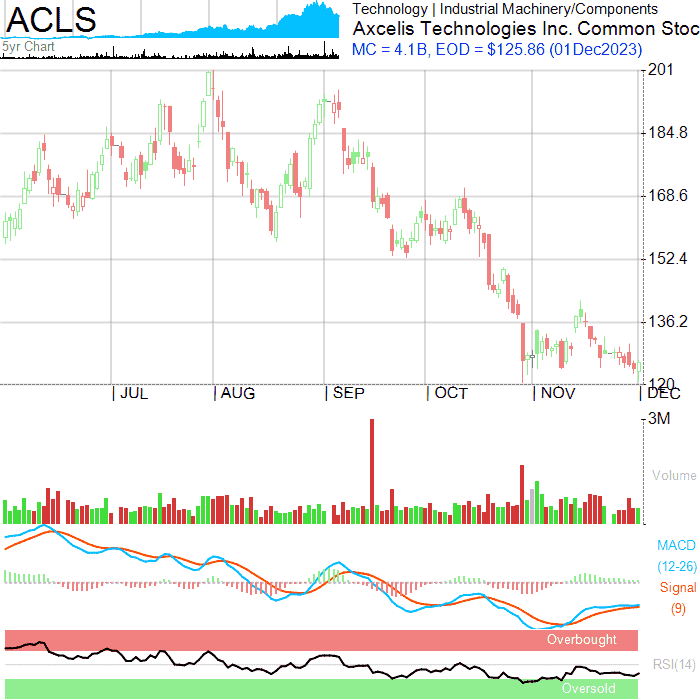 ACLS
5yr Chart
Technology | Industrial Machinery/Components
Axcelis Technologies Inc. Common Stoc
MC = 4.1B, EOD = $125.86 (01Dec2023)
201
184.8
168.6
152.4
136.2
120
| JUL | AUG | SEP | OCT | NOV | DEC
3M
Volume
MACD
(12-26)
Signal
(9)
Overbought
RSI(14)
Oversold